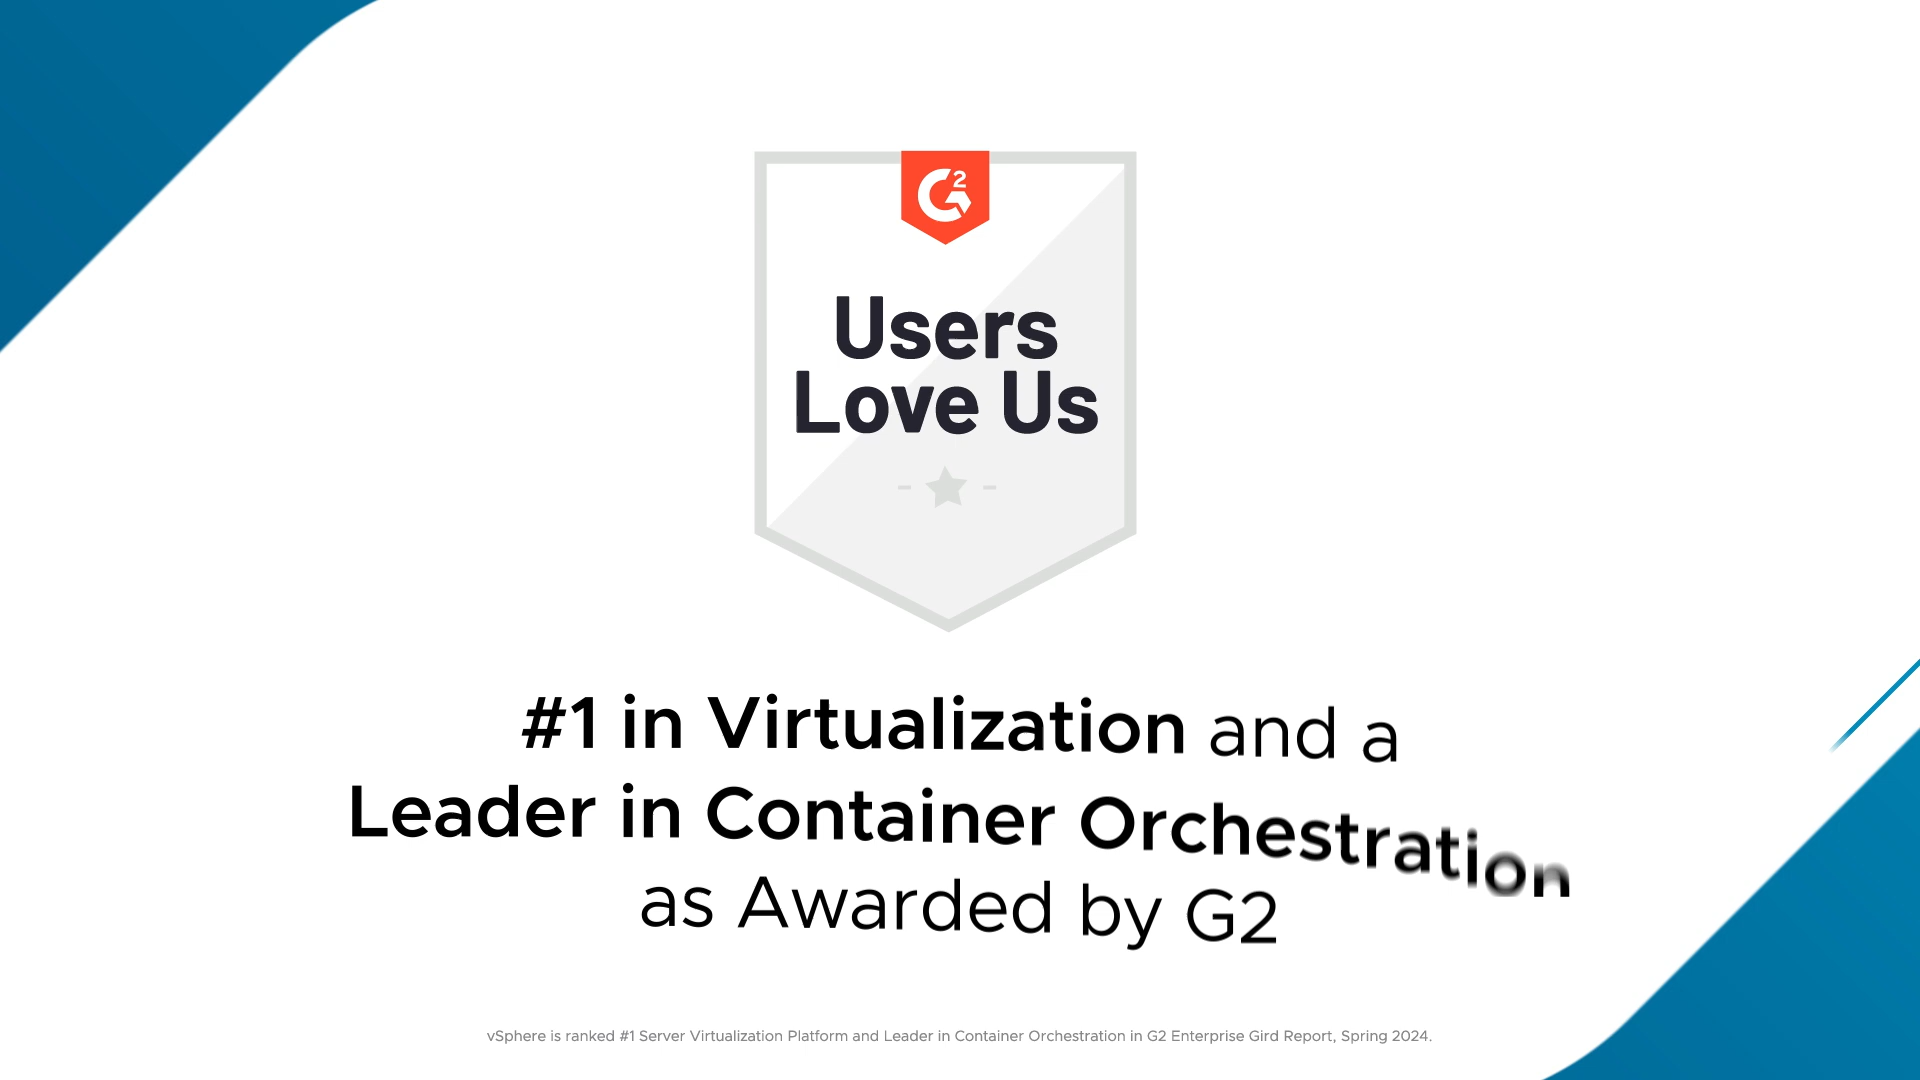 G2
Users
Love Us
#1 in Virtualization and a
Leader in Container Orchestration
as Awarded by G2
vSphere is ranked #1 Server Virtualization Platform and Leader in Container Orchestration in G2 Enterprise Gird Report, Spring 2024.